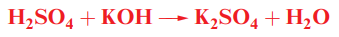 H₂SO₄ + KOH ⟶ K₂SO₄ + H₂O